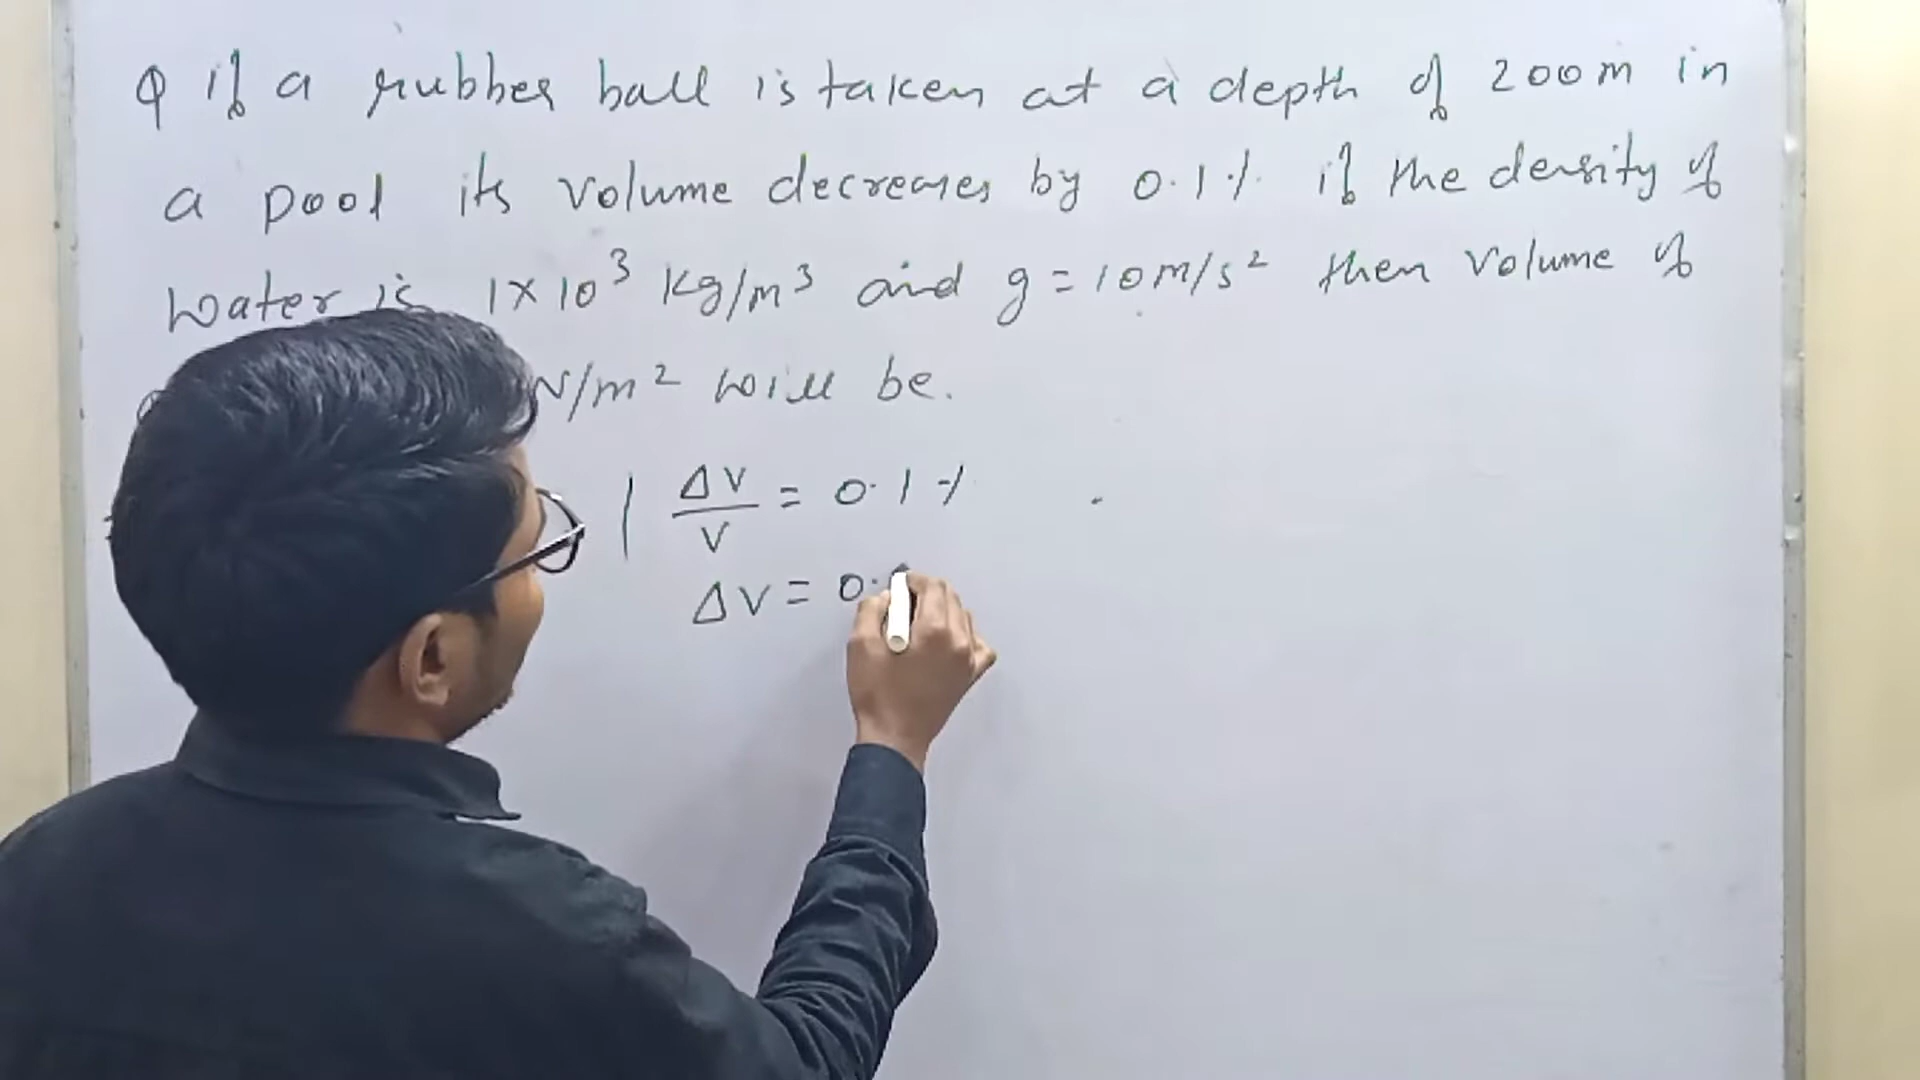 Q if a rubber ball is taken at a depth of 200m in
a pool its volume decreases by 0.1% if the density of
water is 1×10³ kg/m³ and g=10m/s² then volume of
N/m² will be.
| ΔV/V = 0.1%
ΔV = 0.